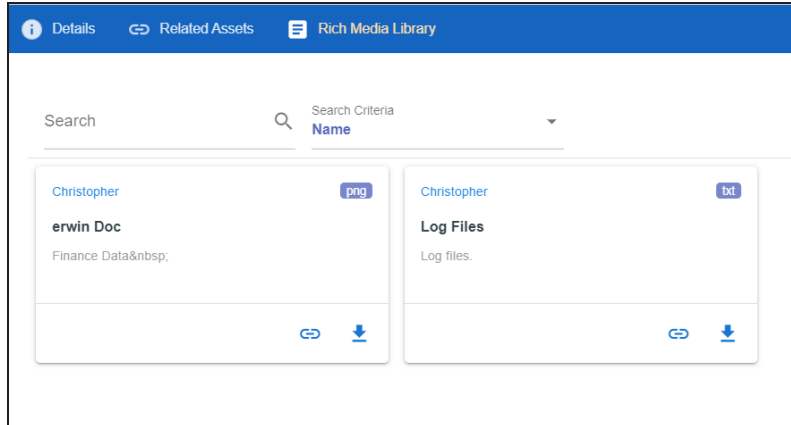 Details Related Assets Rich Media Library
Search
Search Criteria
Name
Christopher png
erwin Doc
Finance Data&nbsp;
Christopher txt
Log Files
Log files.